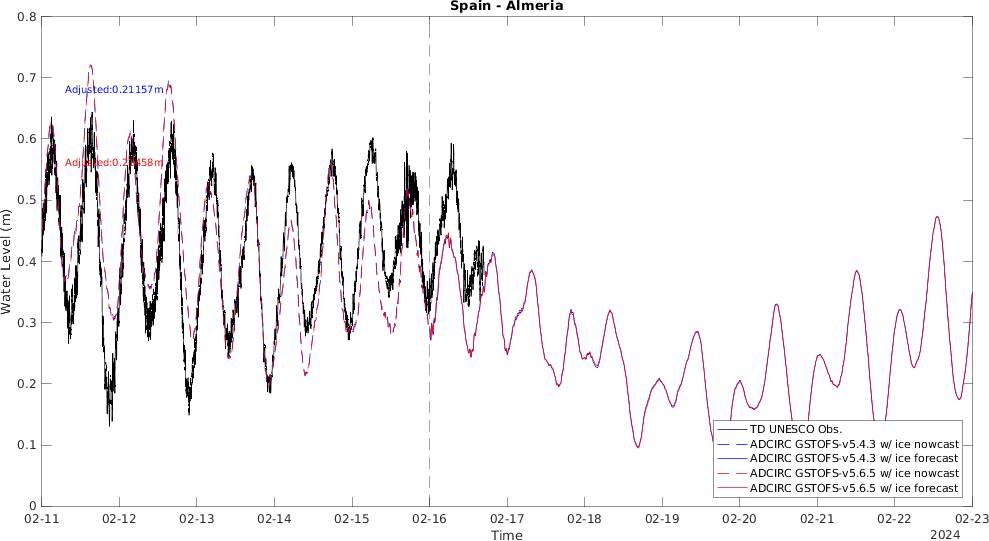 Spain - Almeria
0.8
0.7
0.6
0.5
0.4
0.3
0.2
0.1
0
Water Level (m)
Adjusted:0.21157m
TD UNESCO Obs.
ADCIRC GSTOFS-v5.4.3 w/ ice nowcast
ADCIRC GSTOFS-v5.4.3 w/ ice forecast
ADCIRC GSTOFS-v5.6.5 w/ ice nowcast
ADCIRC GSTOFS-v5.6.5 w/ ice forecast
02-11 02-12 02-13 02-14 02-15 02-16 02-17 02-18 02-19 02-20 02-21 02-22 02-23
Time
2024